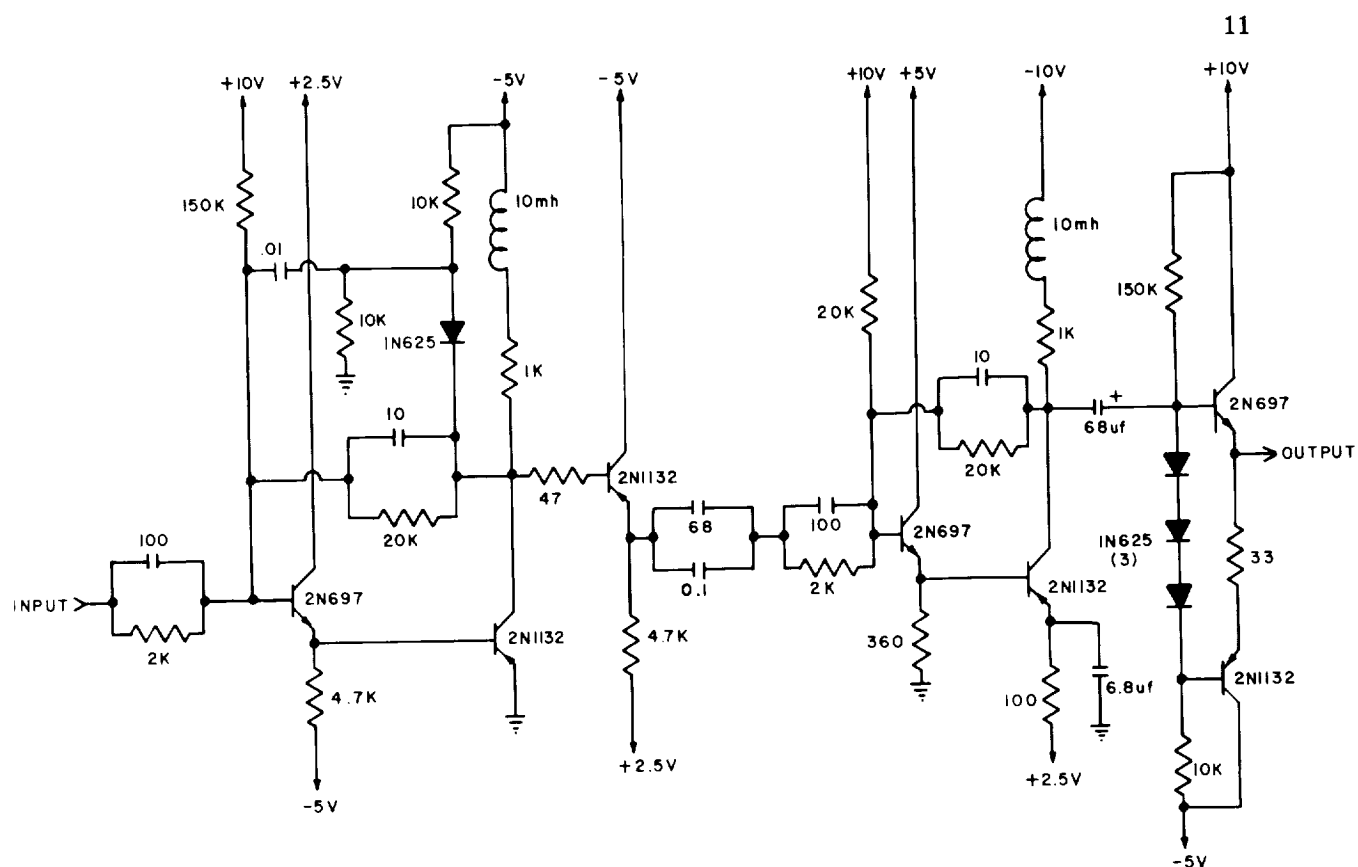 11
+10V
+2.5V
-5V
-5V
+10V
+5V
-10V
+10V
150K
10K
10mh
10mh
.01
150K
10K
20K
1N625
1K
1K
10
10
2N697
68uf
OUTPUT
20K
47
2N1132
20K
100
68
100
2N697
1N625
(3)
33
INPUT
2N697
0.1
2K
2N1132
2K
2N1132
4.7K
360
2N1132
4.7K
100
6.8uf
10K
+2.5V
+2.5V
-5V
-5V